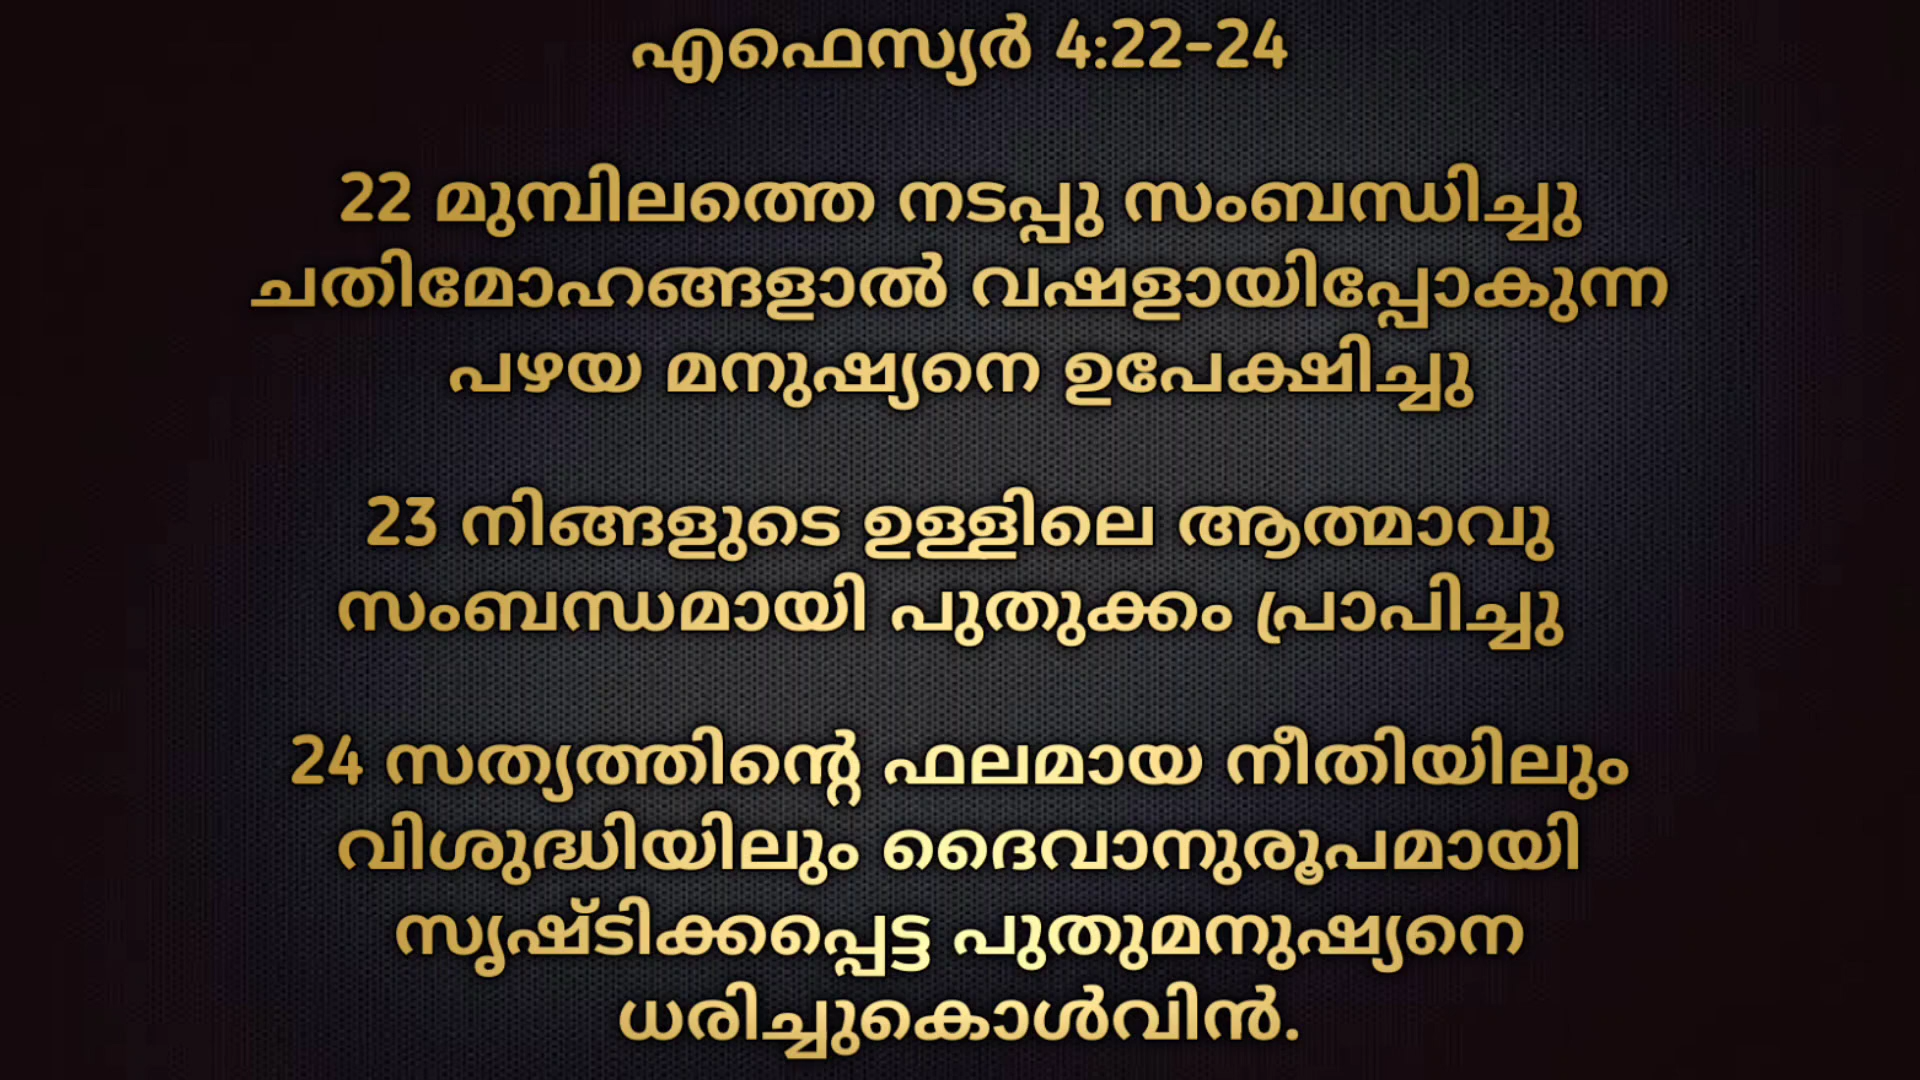 എഫെസ്യർ 4:22-24
22 മുമ്പിലത്തെ നടപ്പു സംബന്ധിച്ചു
ചതിമോഹങ്ങളാൽ വഷളായിപ്പോകുന്ന
പഴയ മനുഷ്യനെ ഉപേക്ഷിച്ചു
23 നിങ്ങളുടെ ഉള്ളിലെ ആത്മാവു
സംബന്ധമായി പുതുക്കം പ്രാപിച്ചു
24 സത്യത്തിന്റെ ഫലമായ നീതിയിലും
വിശുദ്ധിയിലും ദൈവാനുരൂപമായി
സൃഷ്ടിക്കപ്പെട്ട പുതുമനുഷ്യനെ
ധരിച്ചുകൊൾവിൻ.